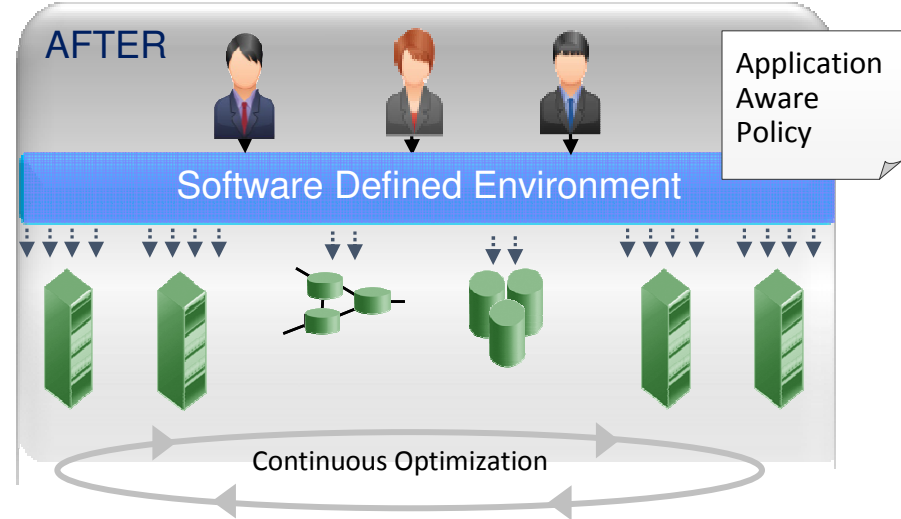 AFTER
Application
Aware
Policy
Software Defined Environment
Continuous Optimization